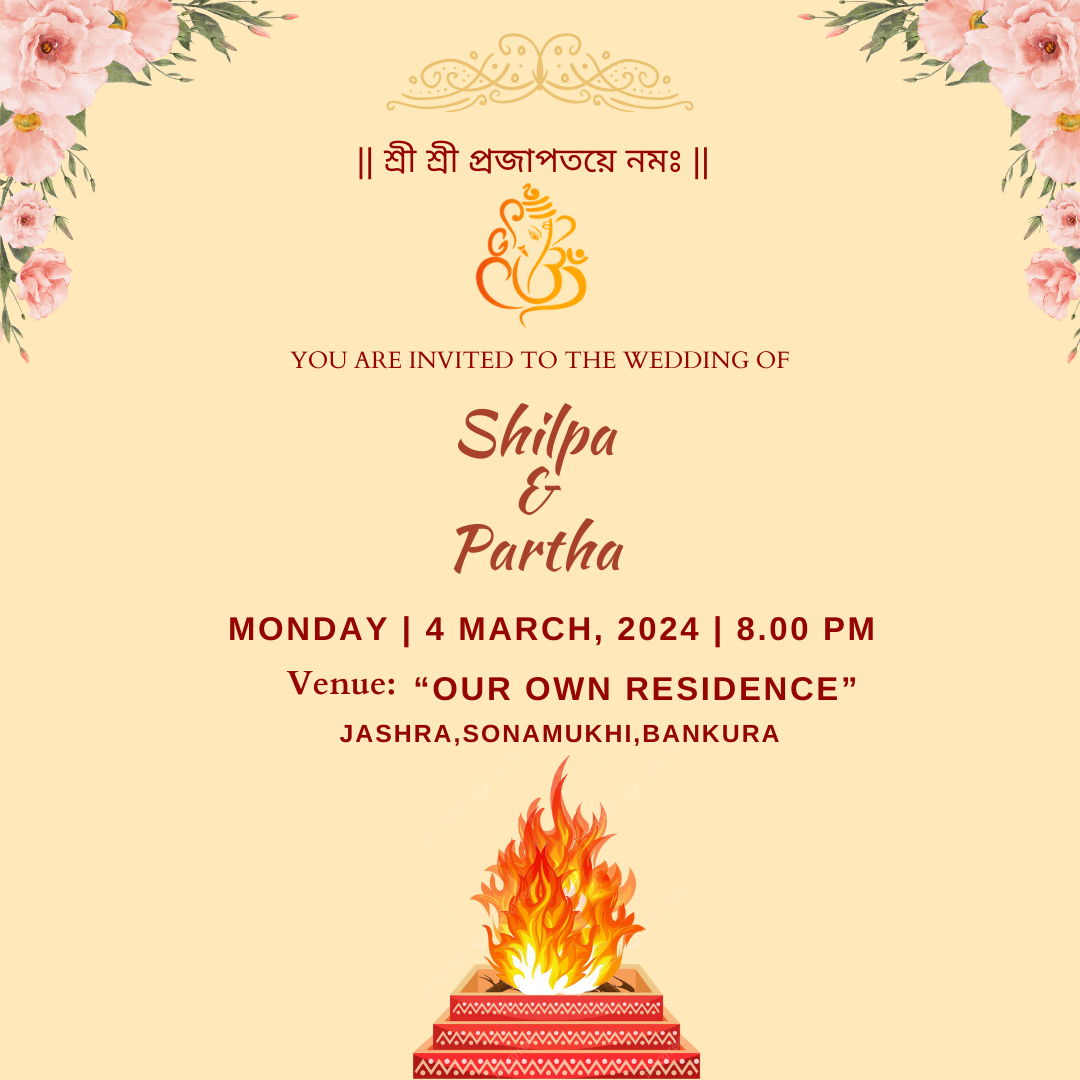 || শ্রী শ্রী প্রজাপতয়ে নমঃ ||
YOU ARE INVITED TO THE WEDDING OF
Shilpa
&
Partha
MONDAY | 4 MARCH, 2024 | 8.00 PM
Venue: “OUR OWN RESIDENCE”
JASHRA,SONAMUKHI,BANKURA